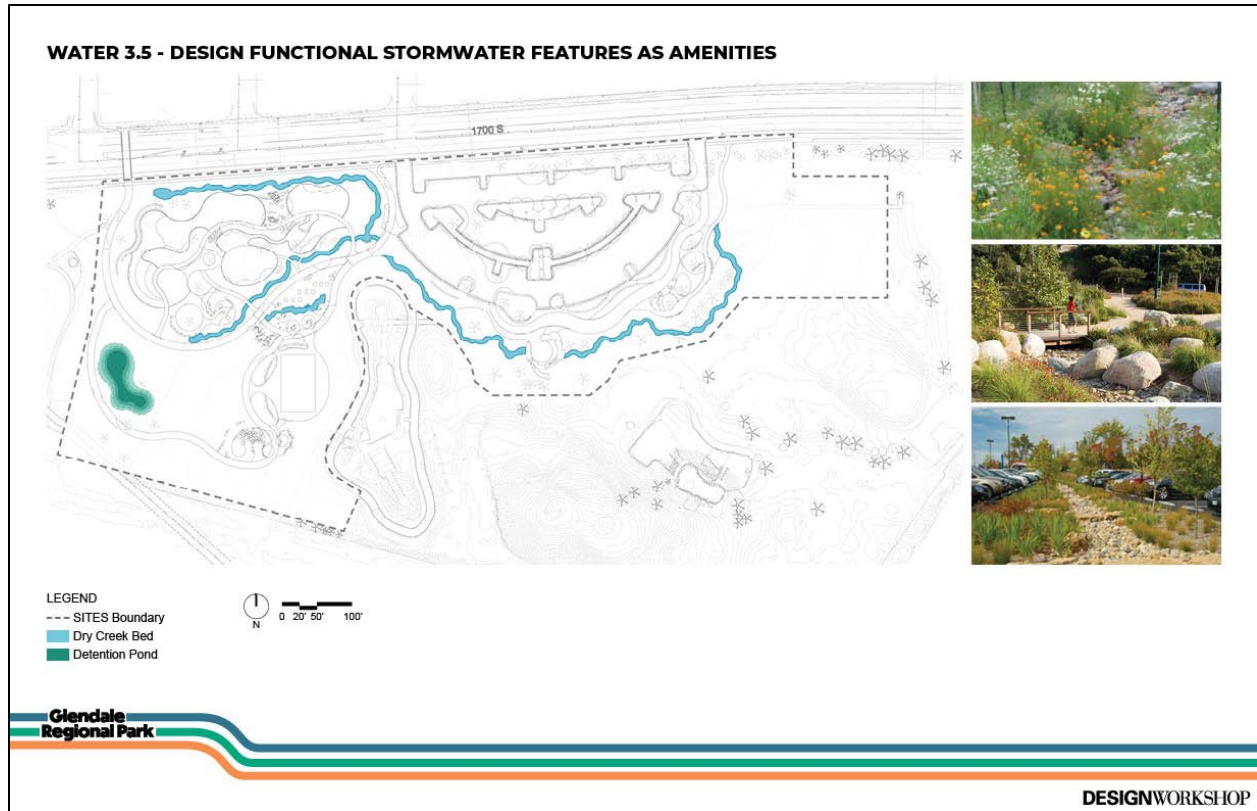 WATER 3.5 - DESIGN FUNCTIONAL STORMWATER FEATURES AS AMENITIES
1700 S
LEGEND
SITES Boundary
Dry Creek Bed
Detention Pond
N
0 20' 50' 100'
Glendale
Regional Park
DESIGNWORKSHOP